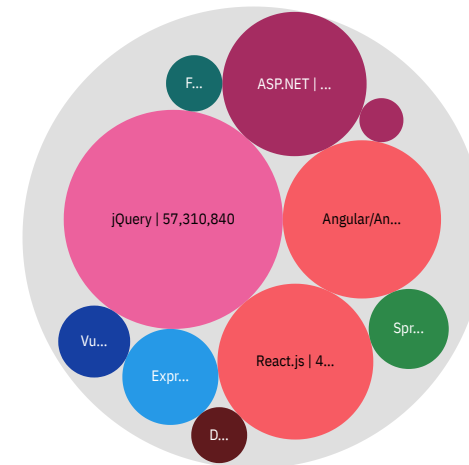 F...
ASP.NET | ...
jQuery | 57,310,840
Angular/An...
Spr...
Vu...
React.js | 4...
Expr...
D...